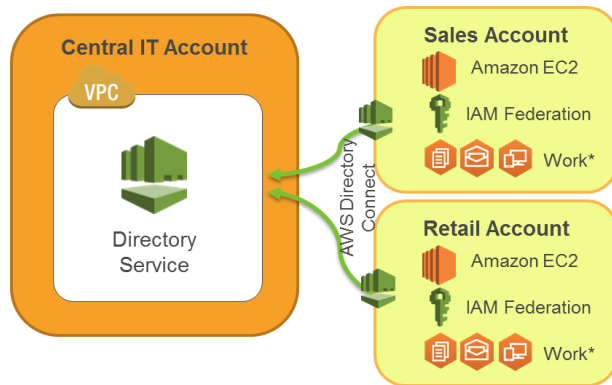 Central IT Account
VPC
Directory
Service
AWS Directory
Connect
Sales Account
Amazon EC2
IAM Federation
Work*
Retail Account
Amazon EC2
IAM Federation
Work*